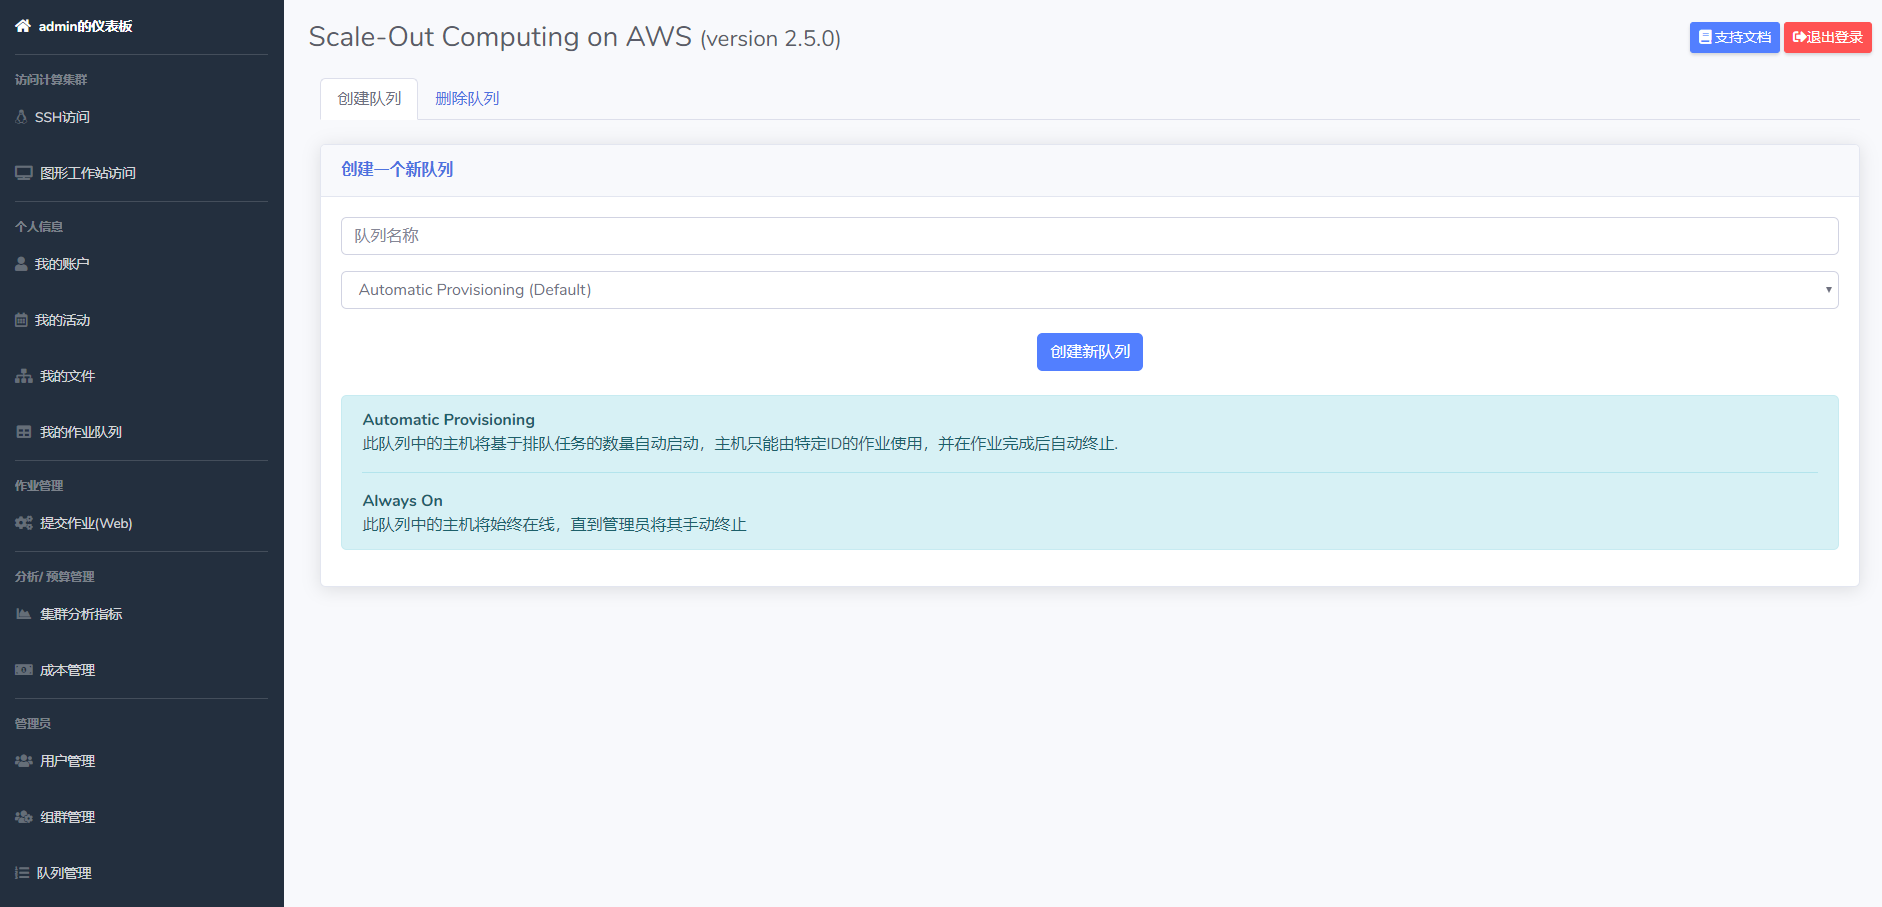 admin的仪表板
访问计算集群
SSH访问
图形工作站访问
个人信息
我的账户
我的活动
我的文件
我的作业队列
作业管理
提交作业(Web)
分析/ 预算管理
集群分析指标
成本管理
管理员
用户管理
组群管理
队列管理
Scale-Out Computing on AWS (version 2.5.0)
支持文档
退出登录
创建队列
删除队列
创建一个新队列
队列名称
Automatic Provisioning (Default)
创建新队列
Automatic Provisioning
此队列中的主机将基于排队任务的数量自动启动，主机只能由特定ID的作业使用，并在作业完成后自动终止.
Always On
此队列中的主机将始终在线，直到管理员将其手动终止